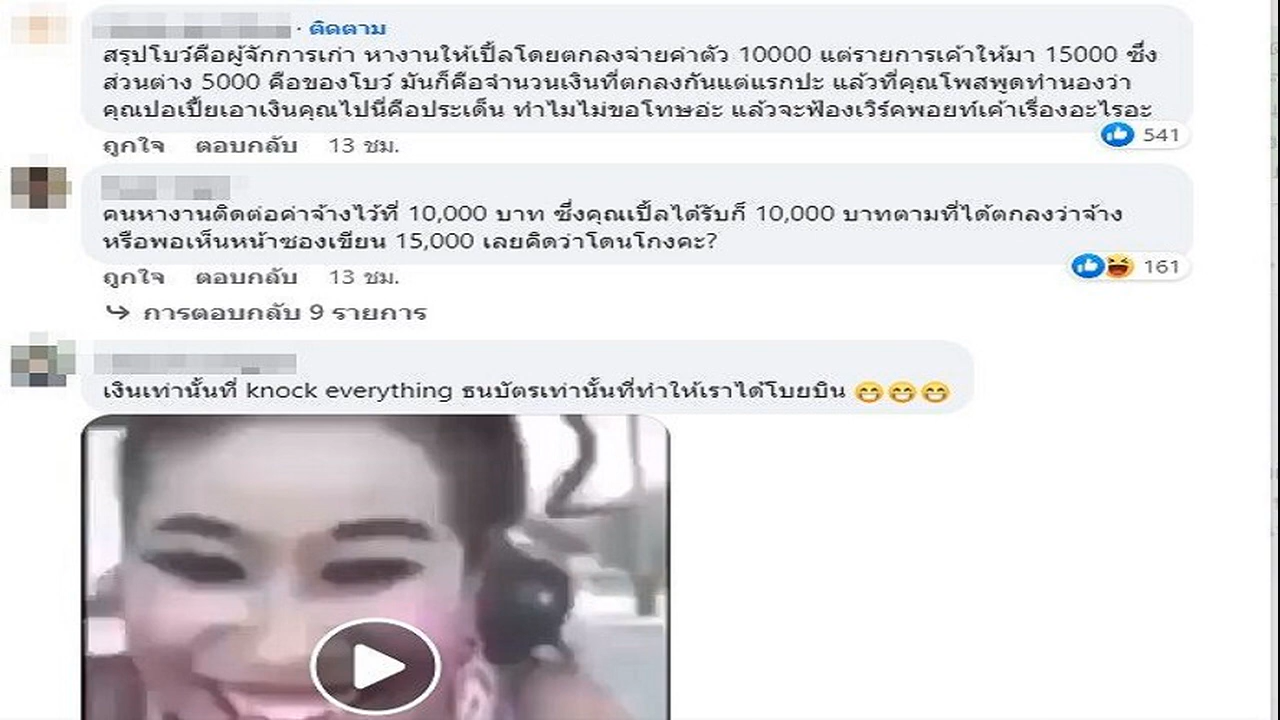 · ติดตาม
สรุปโบว์คือผู้จัดการเก่า หางานให้เปิ้ลโดยตกลงจ่ายค่าตัว 10000 แต่รายการเค้าให้มา 15000 ซึ่ง
ส่วนต่าง 5000 คือของโบว์ มันก็คือจำนวนเงินที่ตกลงกันแต่แรกปะ แล้วที่คุณโพสพูดทำนองว่า
คุณปอเปี๊ยเอาเงินคุณไปนี่คือประเด็น ทำไมไม่ขอโทษอ่ะ แล้วจะฟ้องเวิร์คพอยท์เค้าเรื่องอะไรอะ
541
ถูกใจ ตอบกลับ 13 ชม.
คนหางานติดต่อค่าจ้างไว้ที่ 10,000 บาท ซึ่งคุณเปิ้ลได้รับก็ 10,000 บาทตามที่ได้ตกลงว่าจ้าง
หรือพอเห็นหน้าซองเขียน 15,000 เลยคิดว่าโดนโกงคะ?
161
ถูกใจ ตอบกลับ 13 ชม.
การตอบกลับ 9 รายการ
เงินเท่านั้นที่ knock everything ธนบัตรเท่านั้นที่ทำให้เราได้โบยบิน 😁😁😁